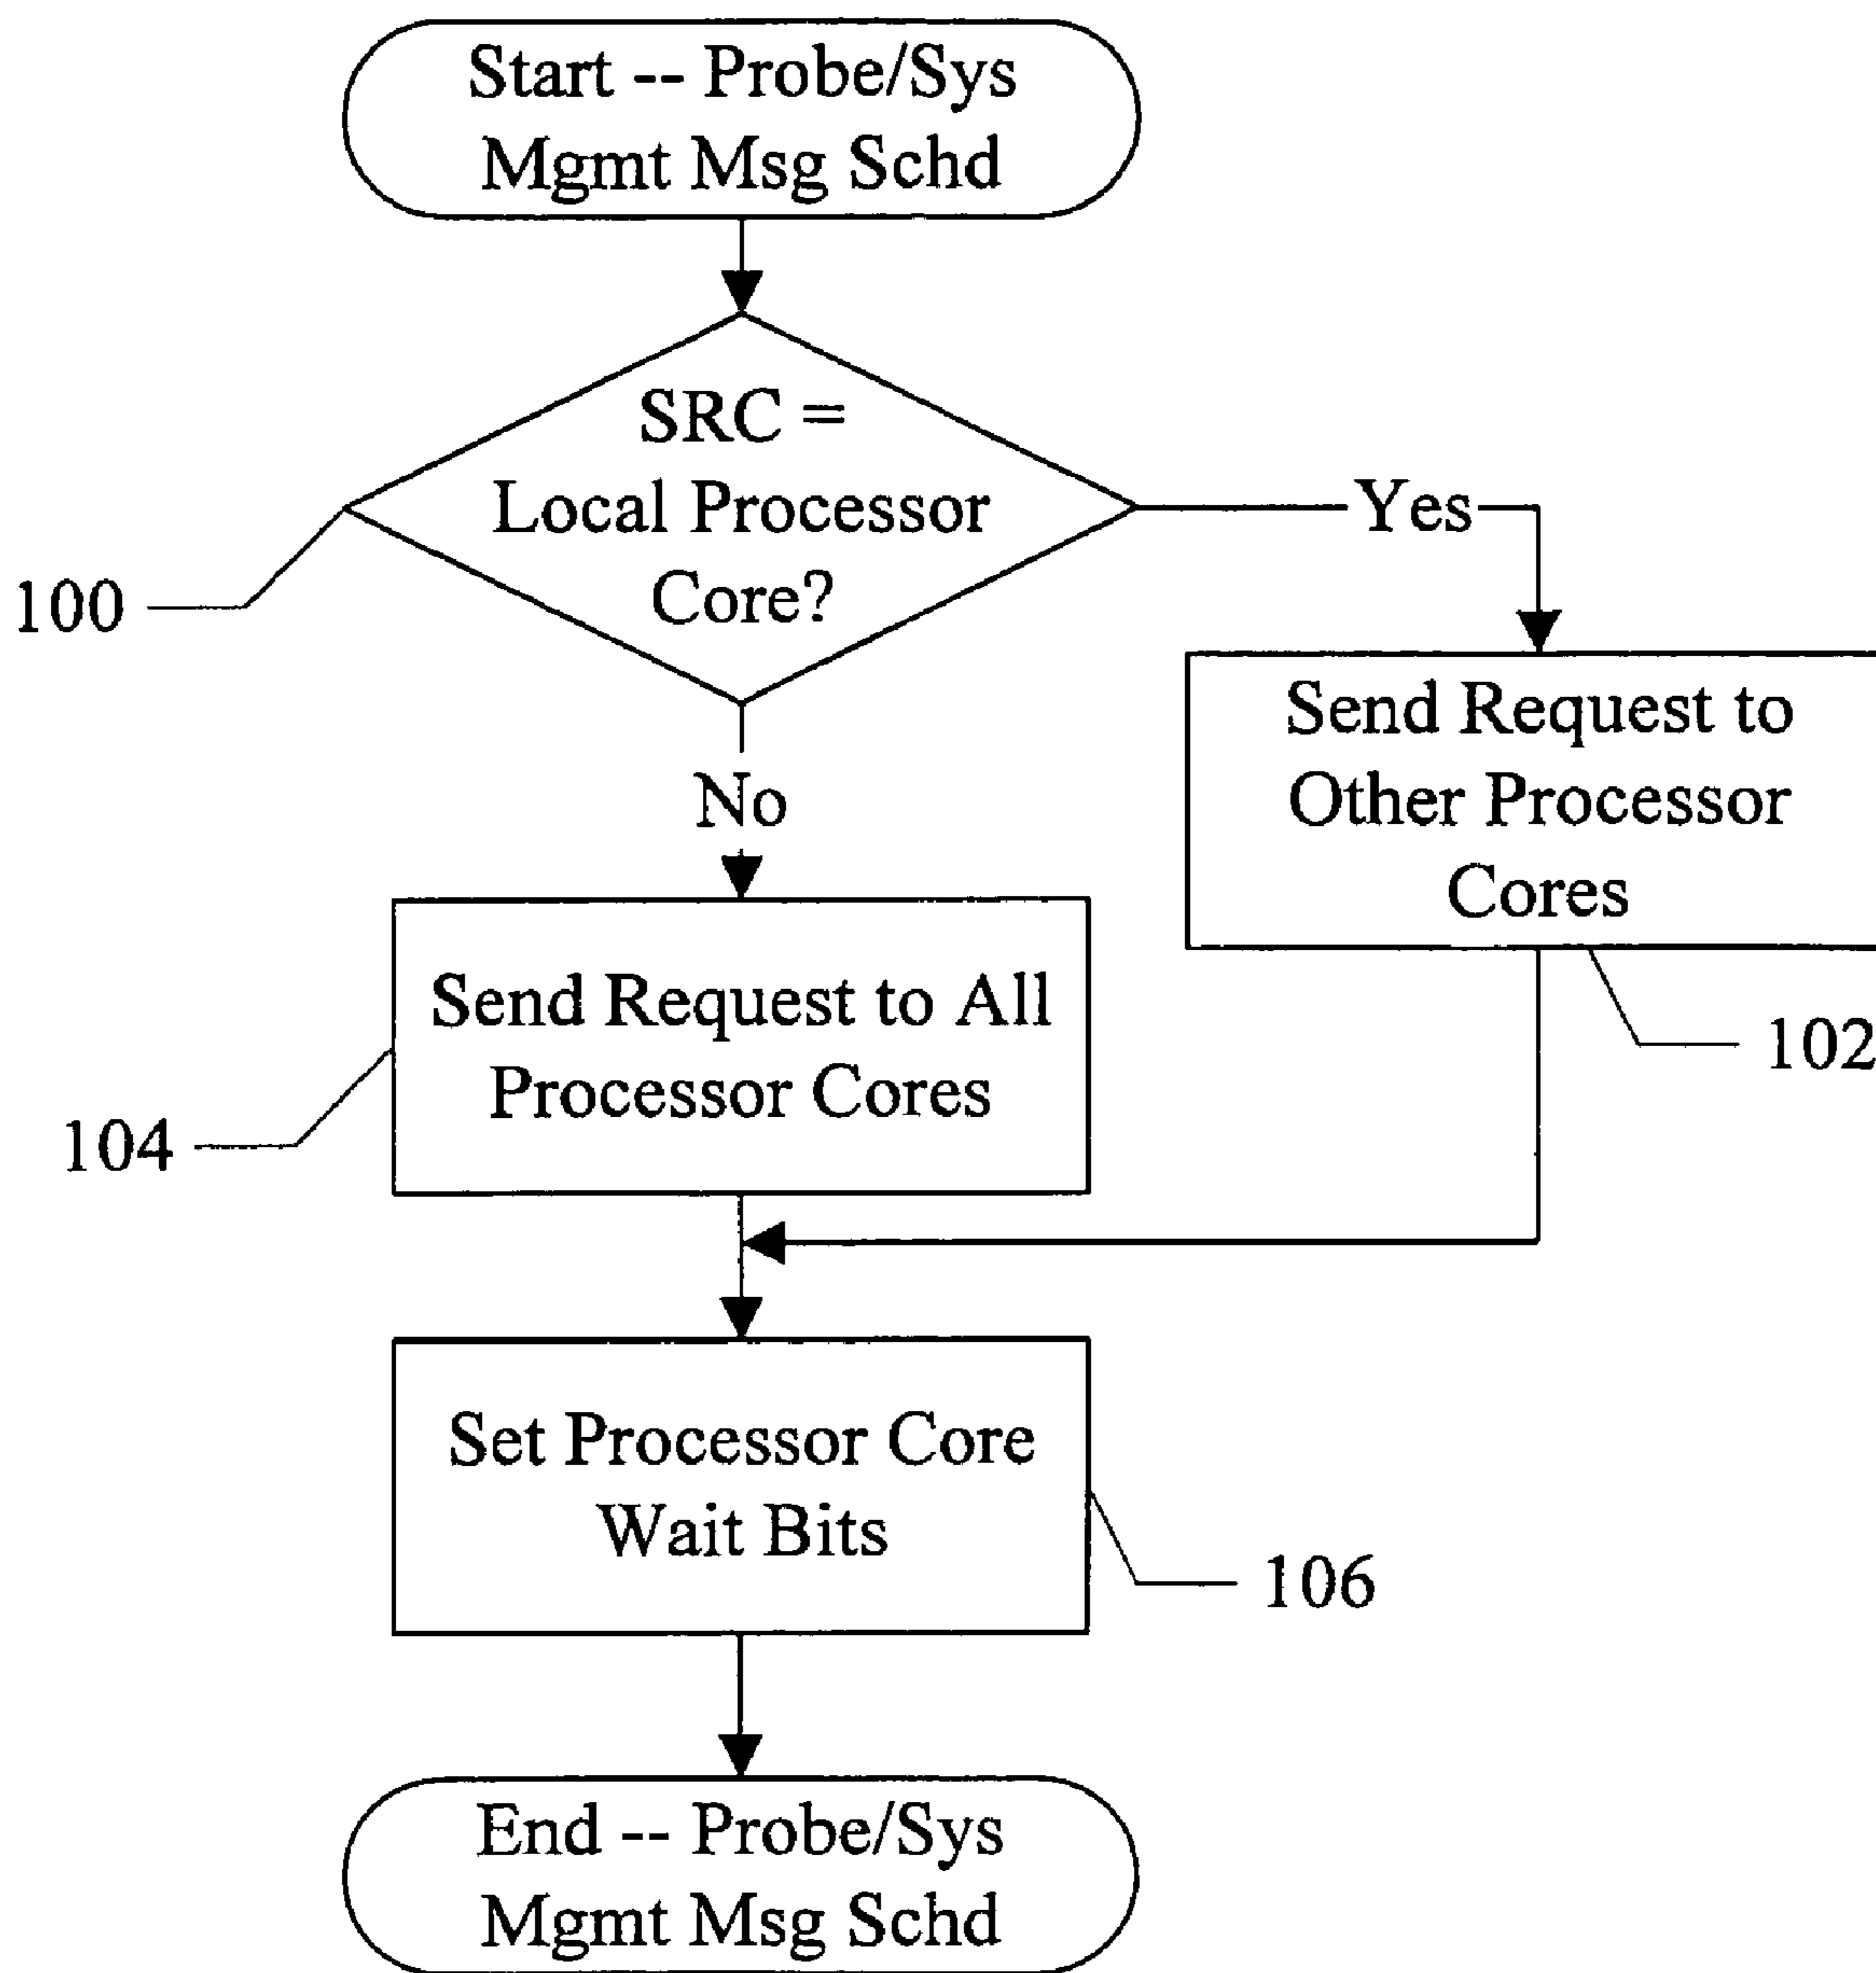 Start -- Probe/Sys
Mgmt Msg Schd
SRC =
Local Processor
Core?
100
Yes
No
Send Request to
Other Processor
Cores
102
Send Request to All
Processor Cores
104
Set Processor Core
Wait Bits
106
End -- Probe/Sys
Mgmt Msg Schd